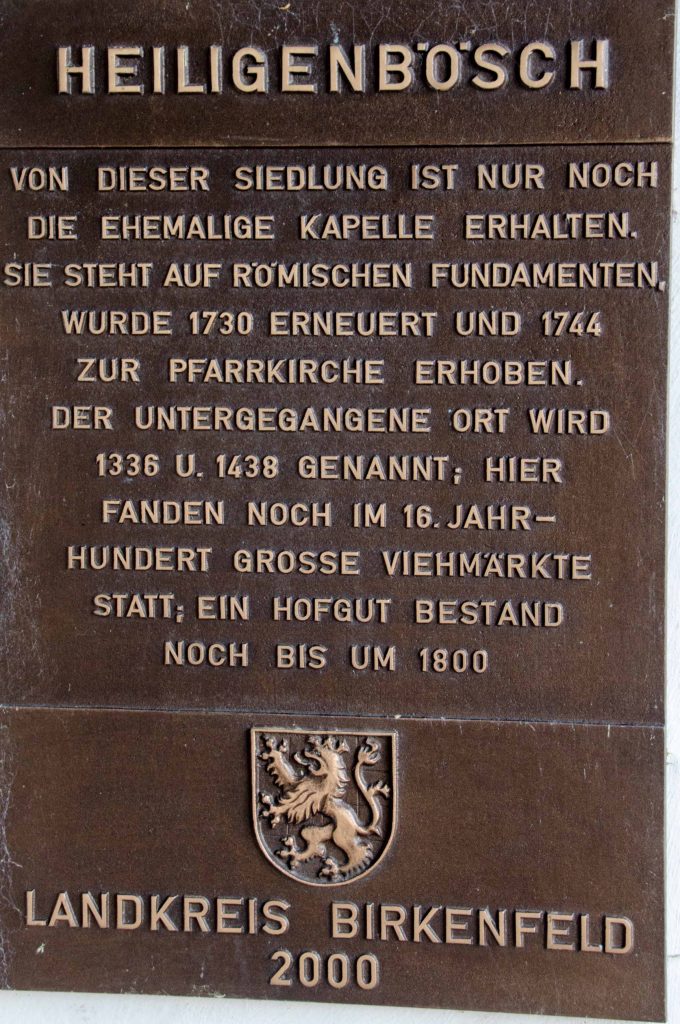 HEILIGENBÖSCH
VON DIESER SIEDLUNG IST NUR NOCH
DIE EHEMALIGE KAPELLE ERHALTEN.
SIE STEHT AUF RÖMISCHEN FUNDAMENTEN,
WURDE 1730 ERNEUERT UND 1744
ZUR PFARRKIRCHE ERHOBEN.
DER UNTERGEGANGENE ORT WIRD
1336 U. 1438 GENANNT; HIER
FANDEN NOCH IM 16. JAHR-
HUNDERT GROSSE VIEHMÄRKTE
STATT; EIN HOFGUT BESTAND
NOCH BIS UM 1800
LANDKREIS BIRKENFELD
2000